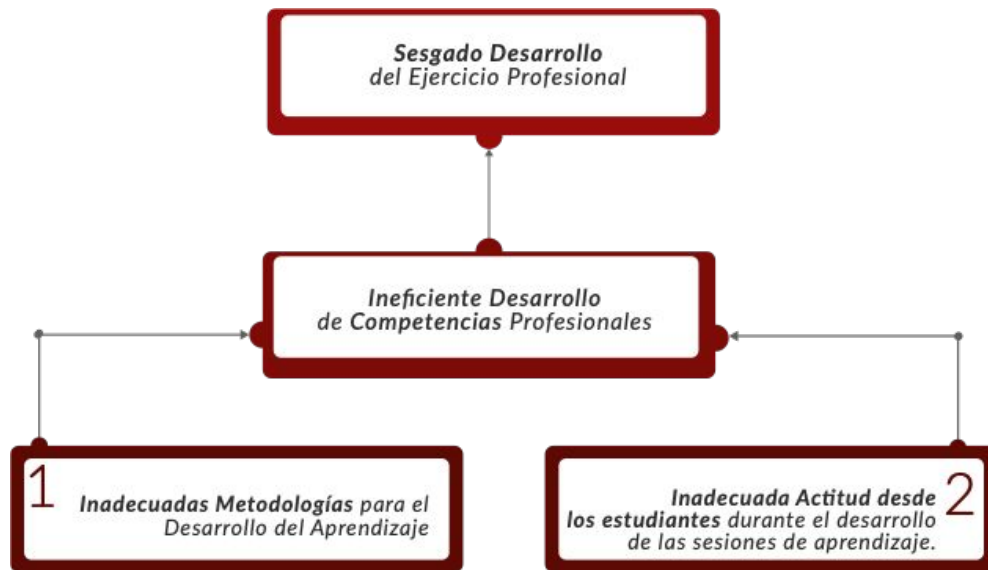 Sesgado Desarrollo
del Ejercicio Profesional
Ineficiente Desarrollo
de Competencias Profesionales
1
Inadecuadas Metodologías para el
Desarrollo del Aprendizaje
2
Inadecuada Actitud desde
los estudiantes durante el desarrollo
de las sesiones de aprendizaje.